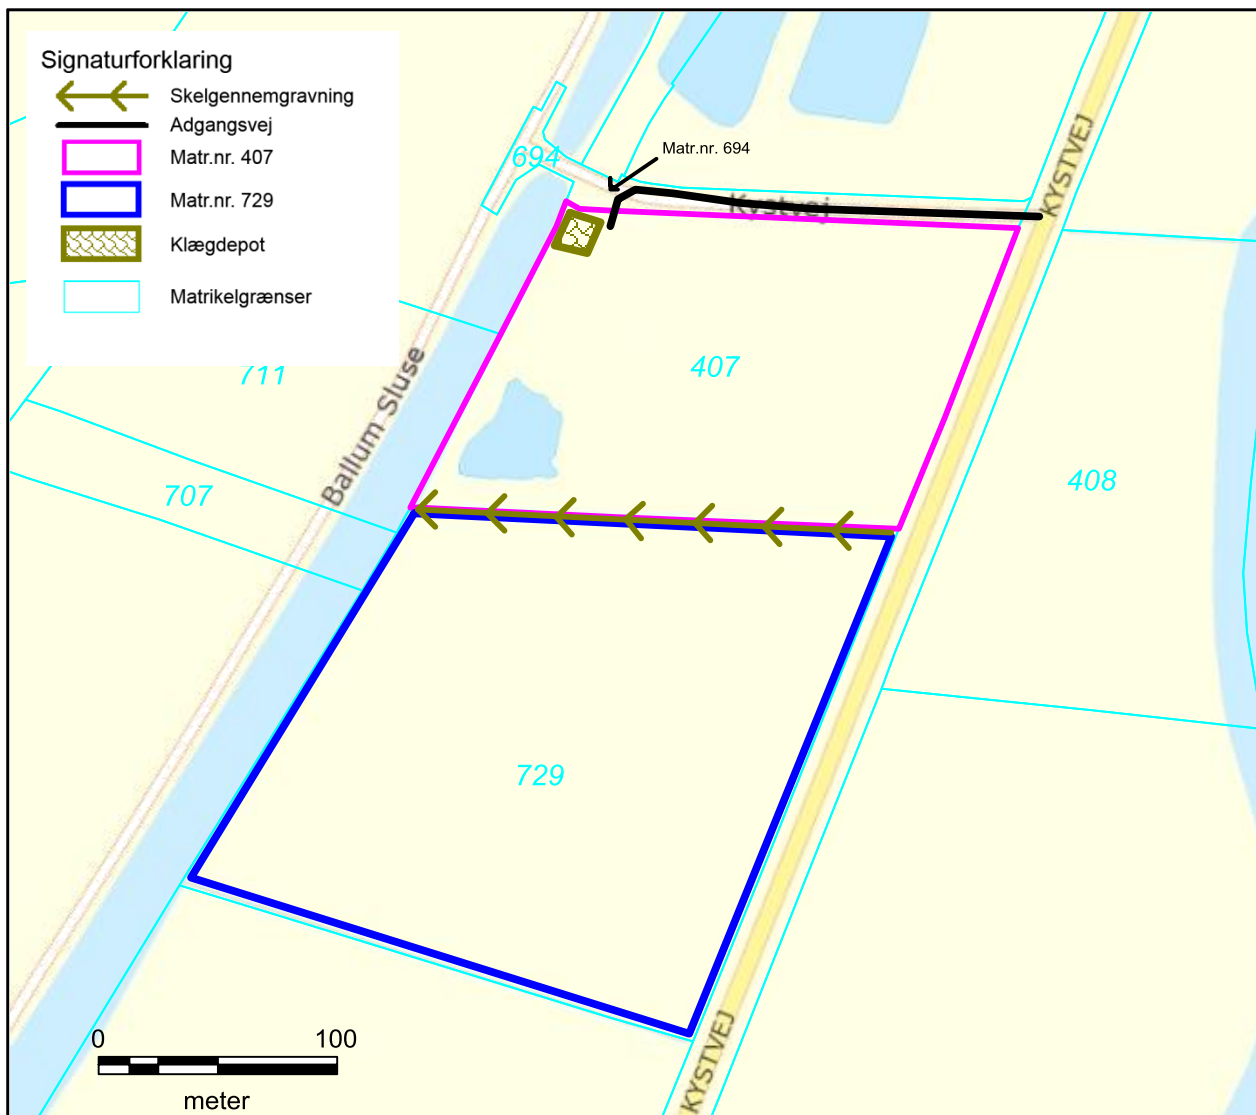 Signaturforklaring
Skelgennemgravning
Adgangsvej
Matr.nr. 407
Matr.nr. 729
Klægdepot
Matrikelgrænser
694
Matr.nr. 694
Kystvej
KYSTVEJ
711
407
Ballum Sluse
707
408
729
KYSTVEJ
0 100
meter